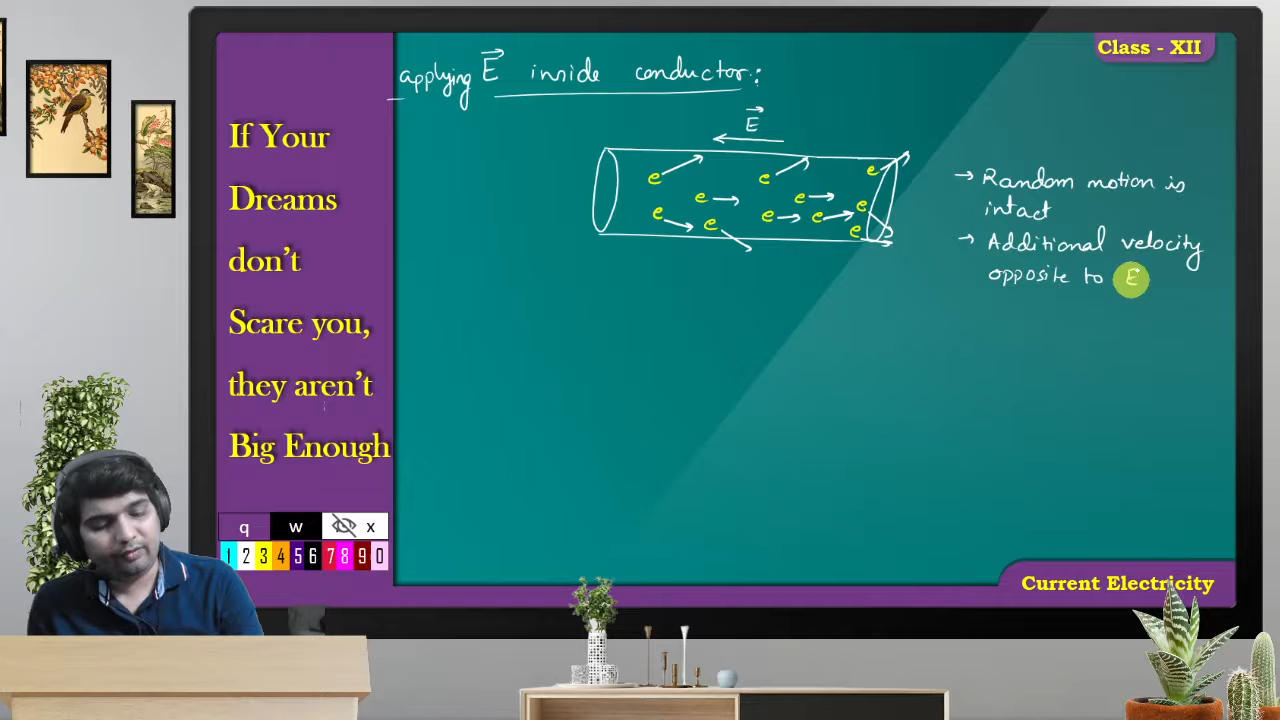 Class - XII
applying E⃗ inside conductor:
E⃗
e e e
e e e
e e e e
e
→ Random motion is
intact
→ Additional velocity
opposite to E⃗
If Your
Dreams
don't
Scare you,
they aren't
Big Enough
q w x
1 2 3 4 5 6 7 8 9 0
Current Electricity